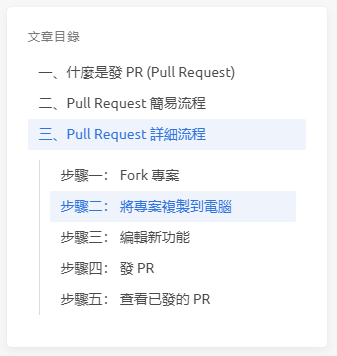 文章目錄
一、什麼是發 PR (Pull Request)
二、Pull Request 簡易流程
三、Pull Request 詳細流程
步驟一： Fork 專案
步驟二： 將專案複製到電腦
步驟三： 編輯新功能
步驟四： 發 PR
步驟五： 查看已發的 PR